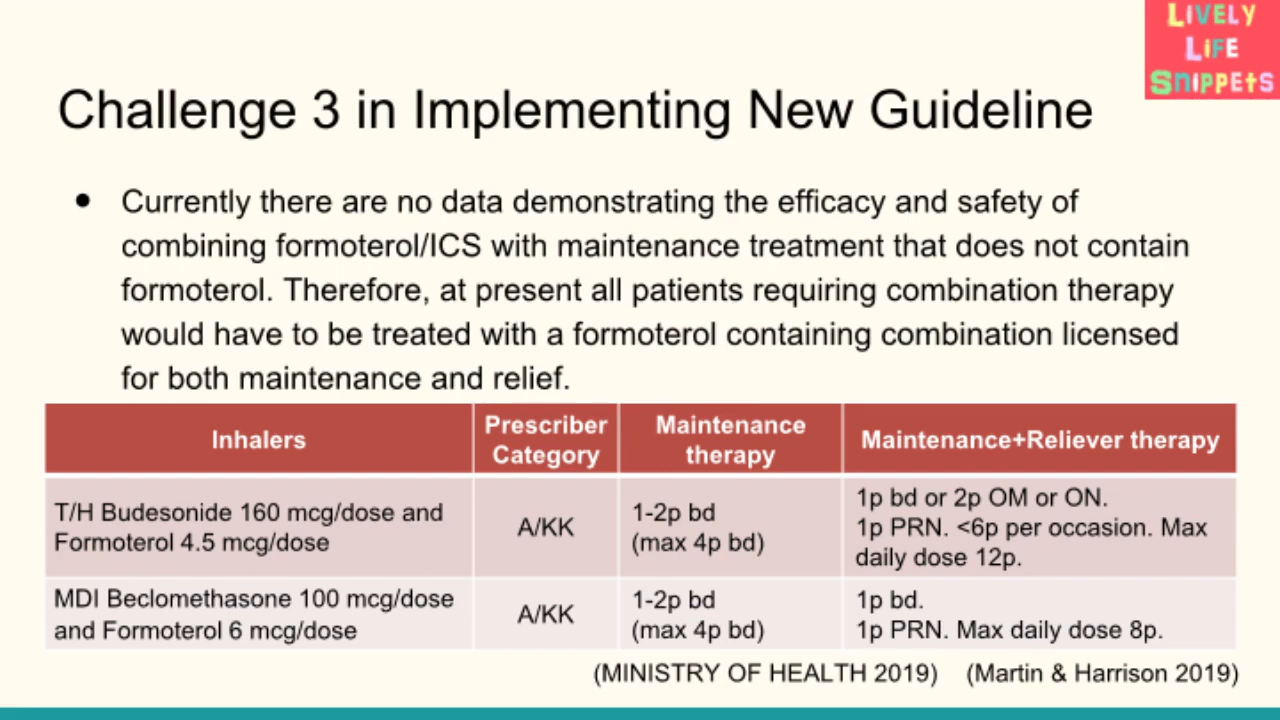 LIVELY
LIFE
SNIPPETS
Challenge 3 in Implementing New Guideline
● Currently there are no data demonstrating the efficacy and safety of
combining formoterol/ICS with maintenance treatment that does not contain
formoterol. Therefore, at present all patients requiring combination therapy
would have to be treated with a formoterol containing combination licensed
for both maintenance and relief.
Inhalers
Prescriber
Category
Maintenance
therapy
Maintenance+Reliever therapy
T/H Budesonide 160 mcg/dose and
Formoterol 4.5 mcg/dose
A/KK
1-2p bd
(max 4p bd)
1p bd or 2p OM or ON.
1p PRN. <6p per occasion. Max
daily dose 12p.
MDI Beclomethasone 100 mcg/dose
and Formoterol 6 mcg/dose
A/KK
1-2p bd
(max 4p bd)
1p bd.
1p PRN. Max daily dose 8p.
(MINISTRY OF HEALTH 2019) (Martin & Harrison 2019)